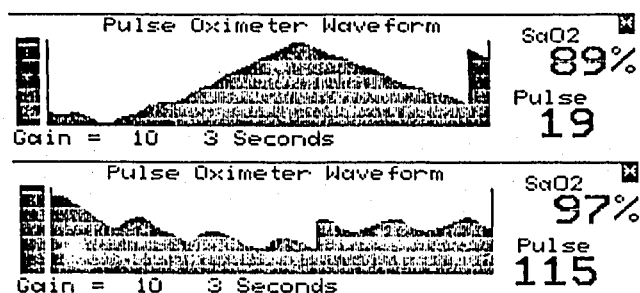 Pulse Oximeter Waveform
SaO2
89%
Pulse
19
Gain = 10 3 Seconds
Pulse Oximeter Waveform
SaO2
97%
Pulse
115
Gain = 10 3 Seconds